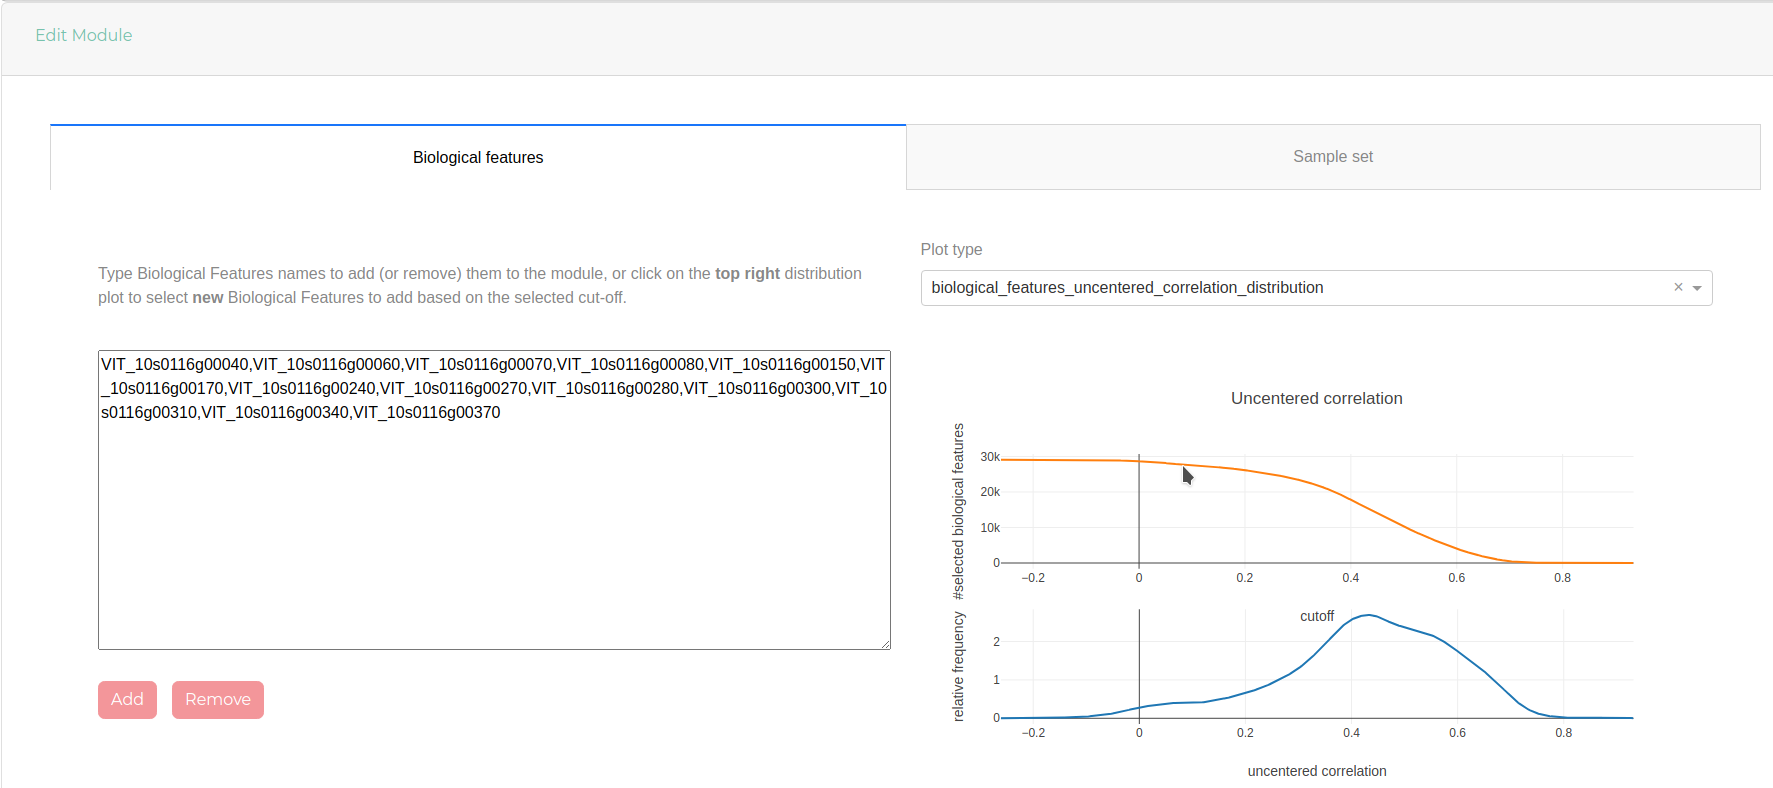 Edit Module
Biological features
Sample set
Type Biological Features names to add (or remove) them to the module, or click on the top right distribution
plot to select new Biological Features to add based on the selected cut-off.
VIT_10s0116g00040,VIT_10s0116g00060,VIT_10s0116g00070,VIT_10s0116g00080,VIT_10s0116g00150,VIT
_10s0116g00170,VIT_10s0116g00240,VIT_10s0116g00270,VIT_10s0116g00280,VIT_10s0116g00300,VIT_10
s0116g00310,VIT_10s0116g00340,VIT_10s0116g00370
Add
Remove
Plot type
biological_features_uncentered_correlation_distribution
×
Uncentered correlation
#selected biological features
30k
20k
10k
0
−0.2
0
0.2
0.4
0.6
0.8
relative frequency
cutoff
2
1
0
−0.2
0
0.2
0.4
0.6
0.8
uncentered correlation